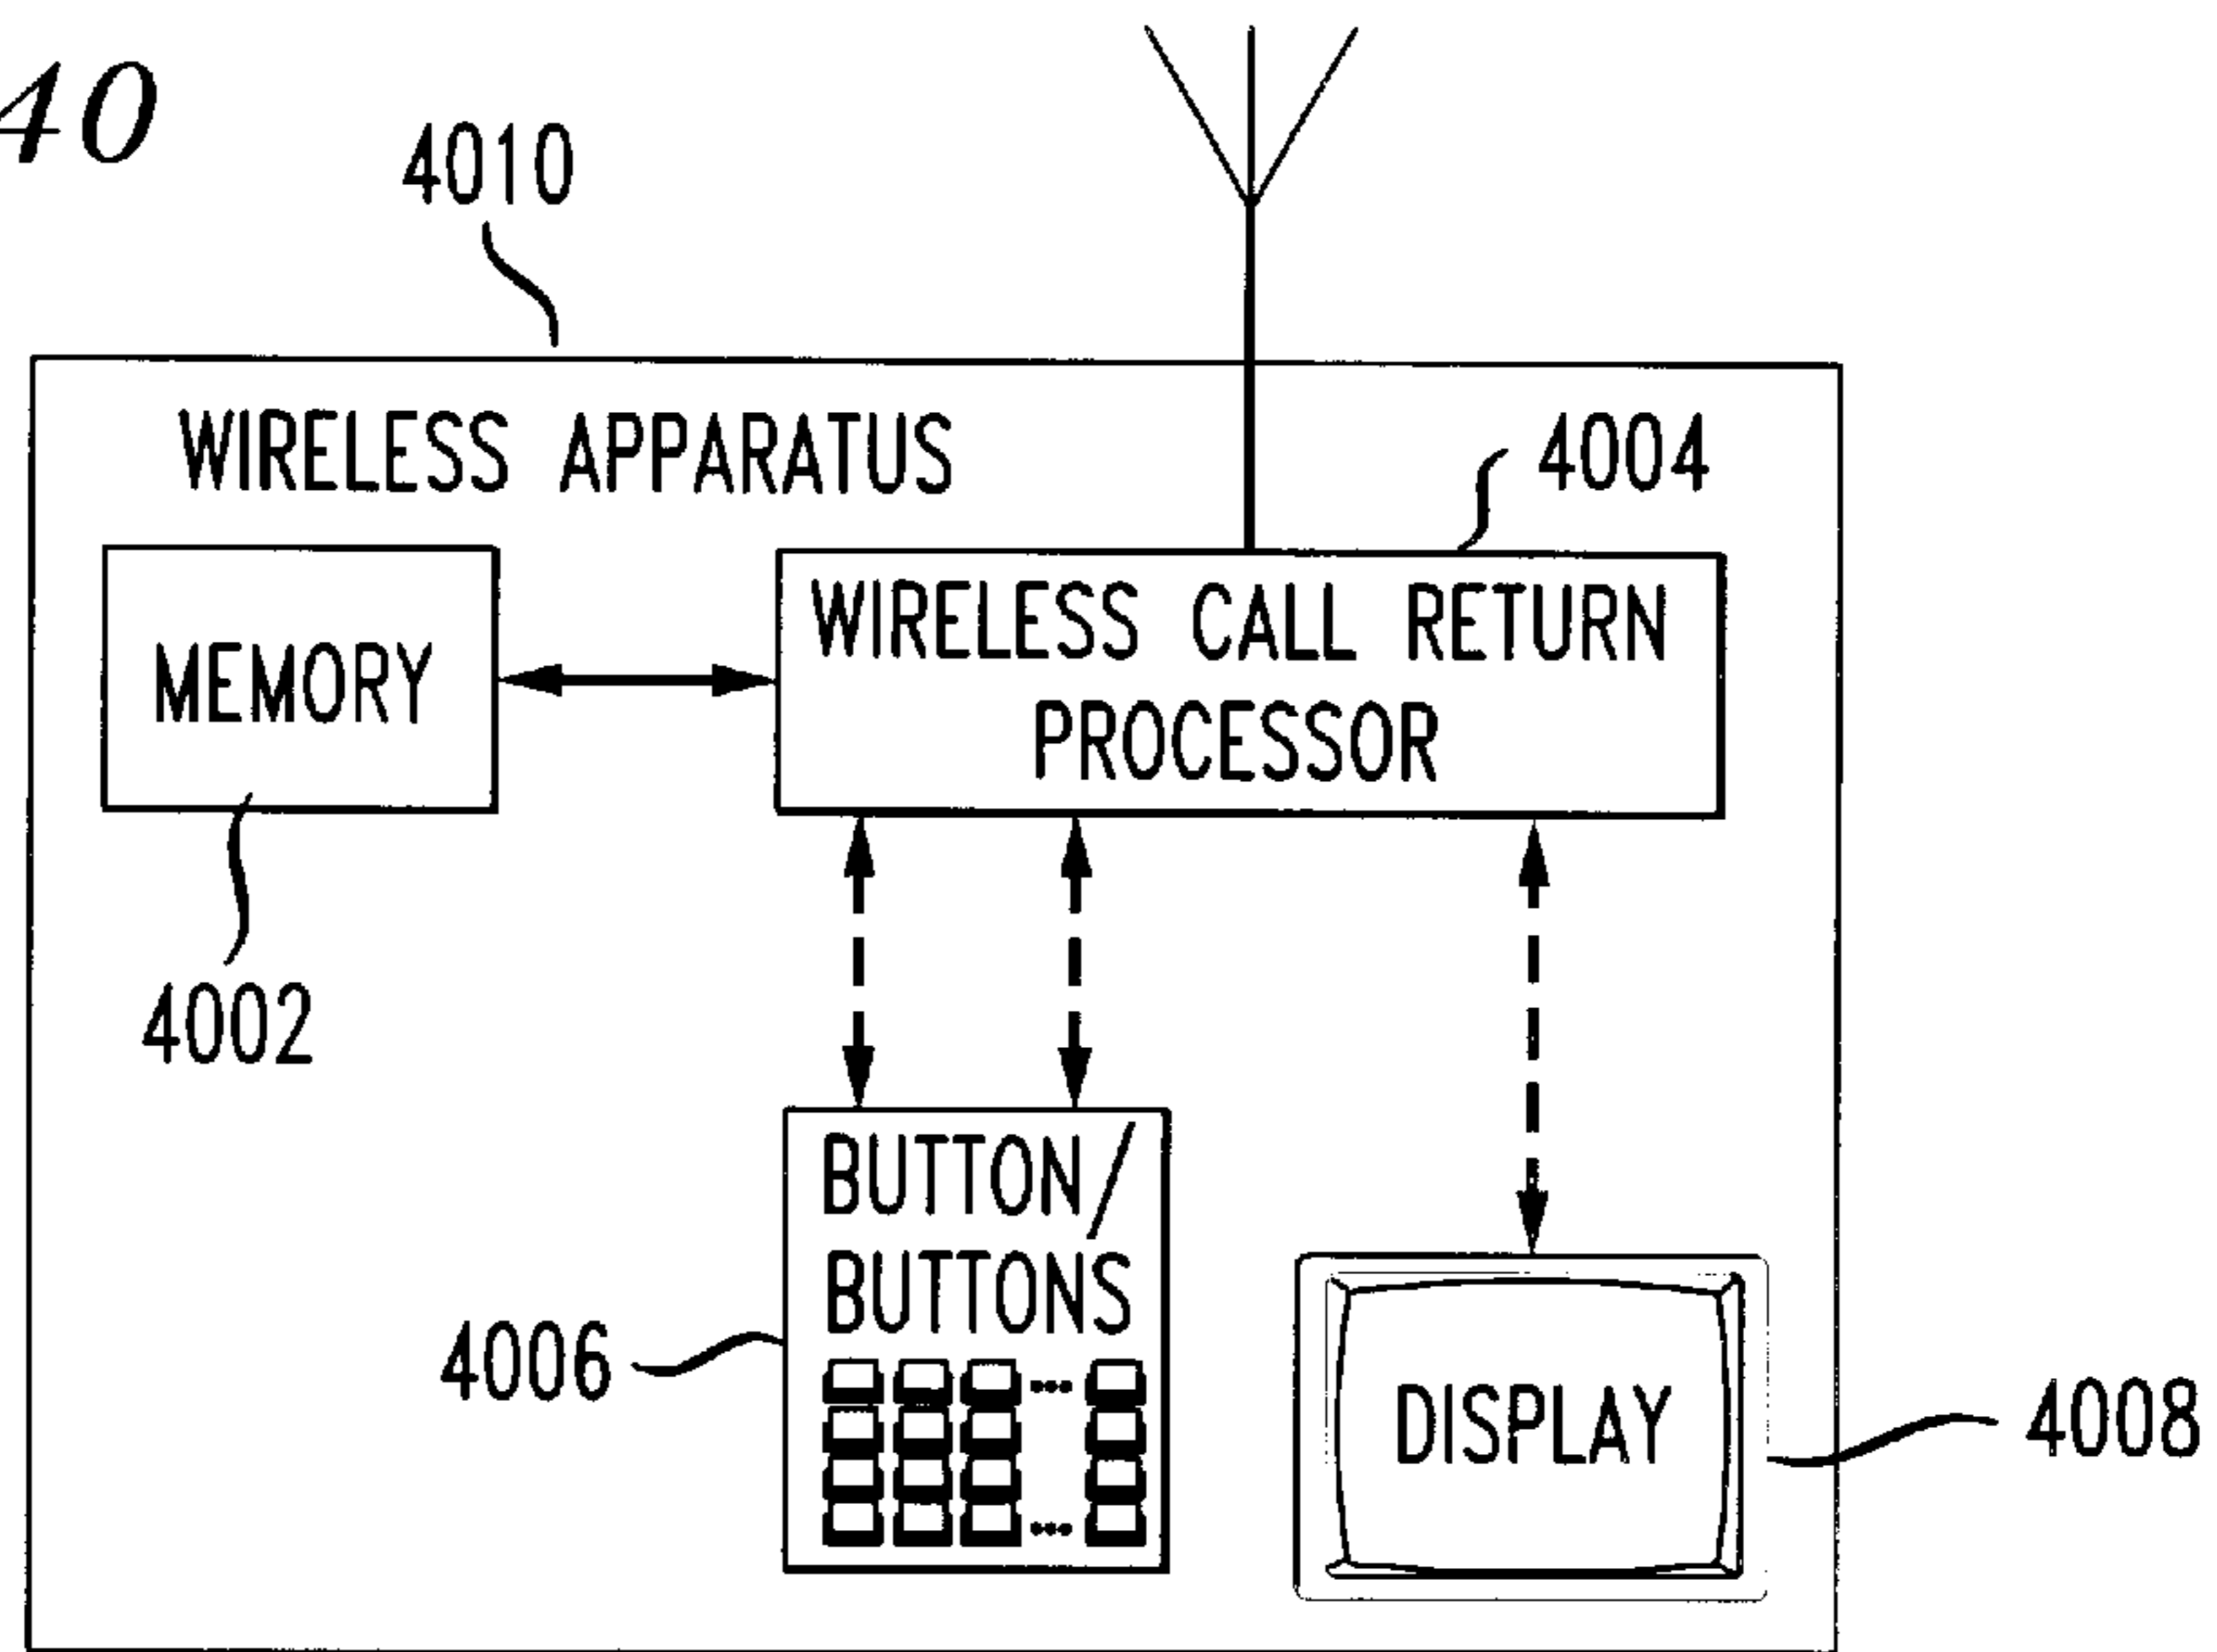 40
4010
WIRELESS APPARATUS
4004
MEMORY
WIRELESS CALL RETURN
PROCESSOR
4002
BUTTON/
BUTTONS
4006
DISPLAY
4008